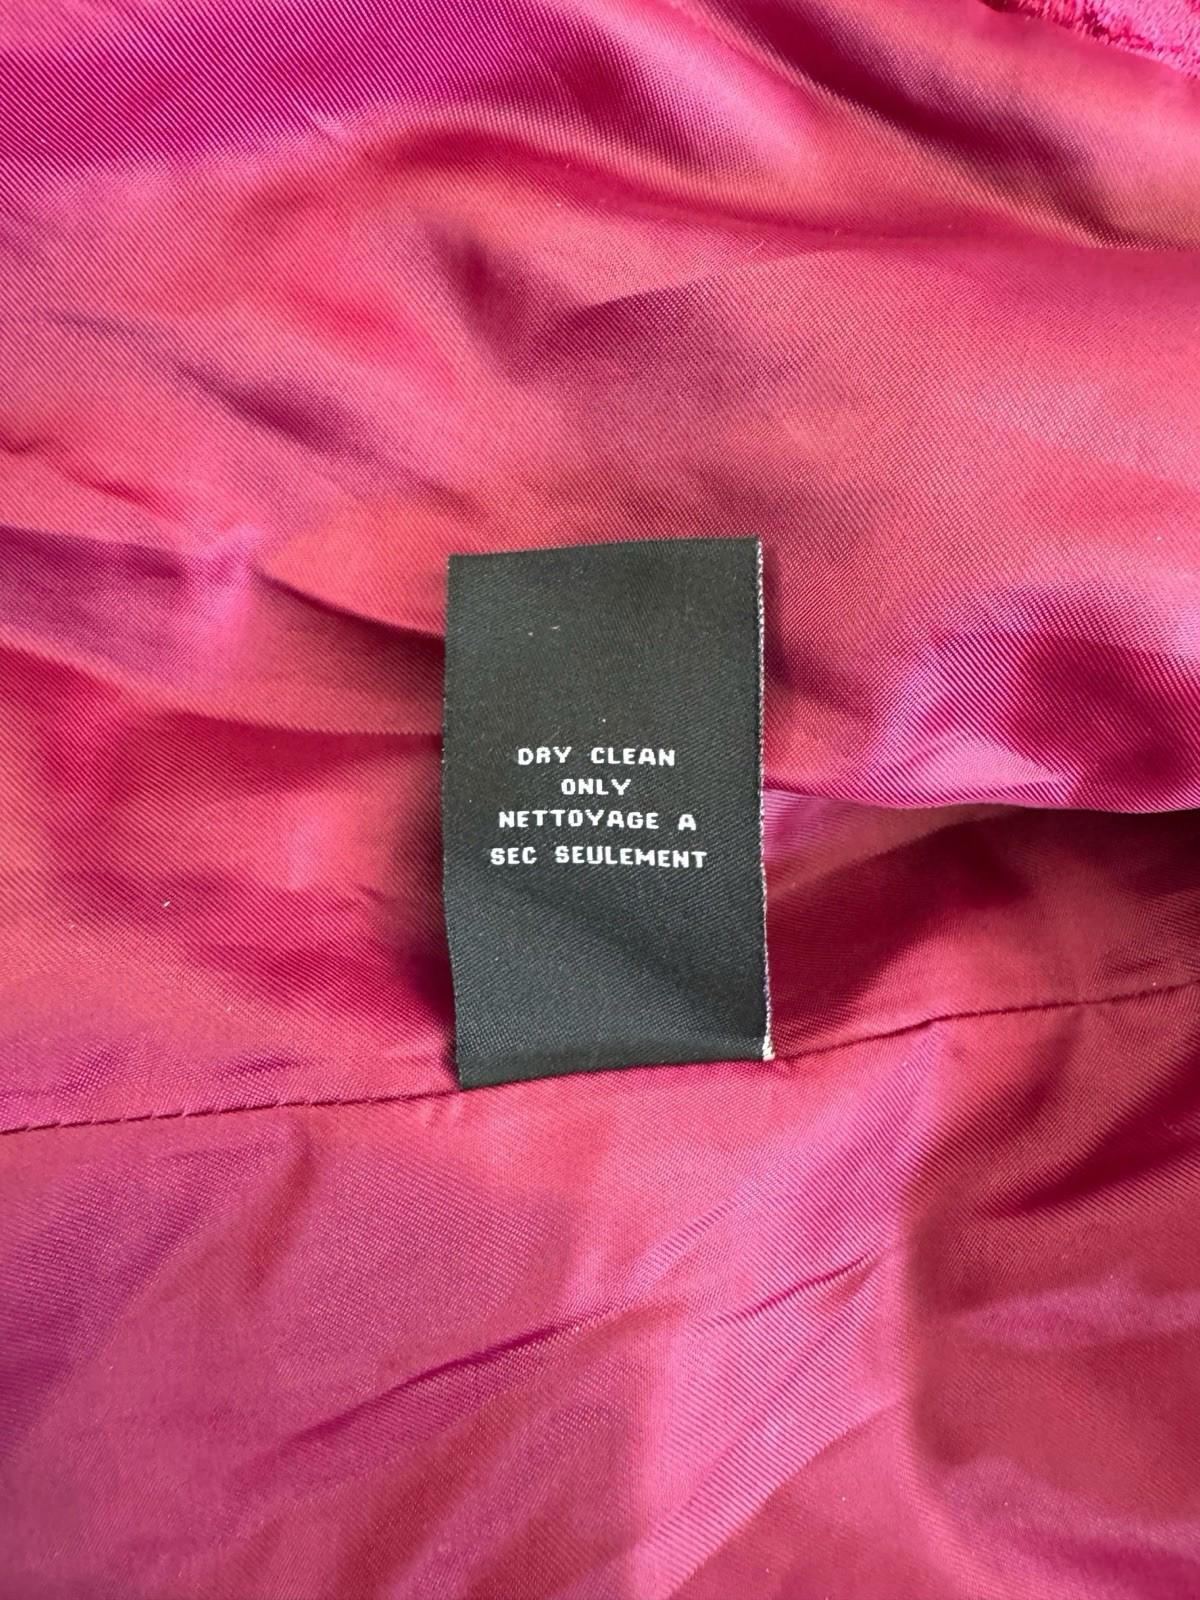 DRY CLEAN
ONLY
NETTOYAGE A
SEC SEULEMENT